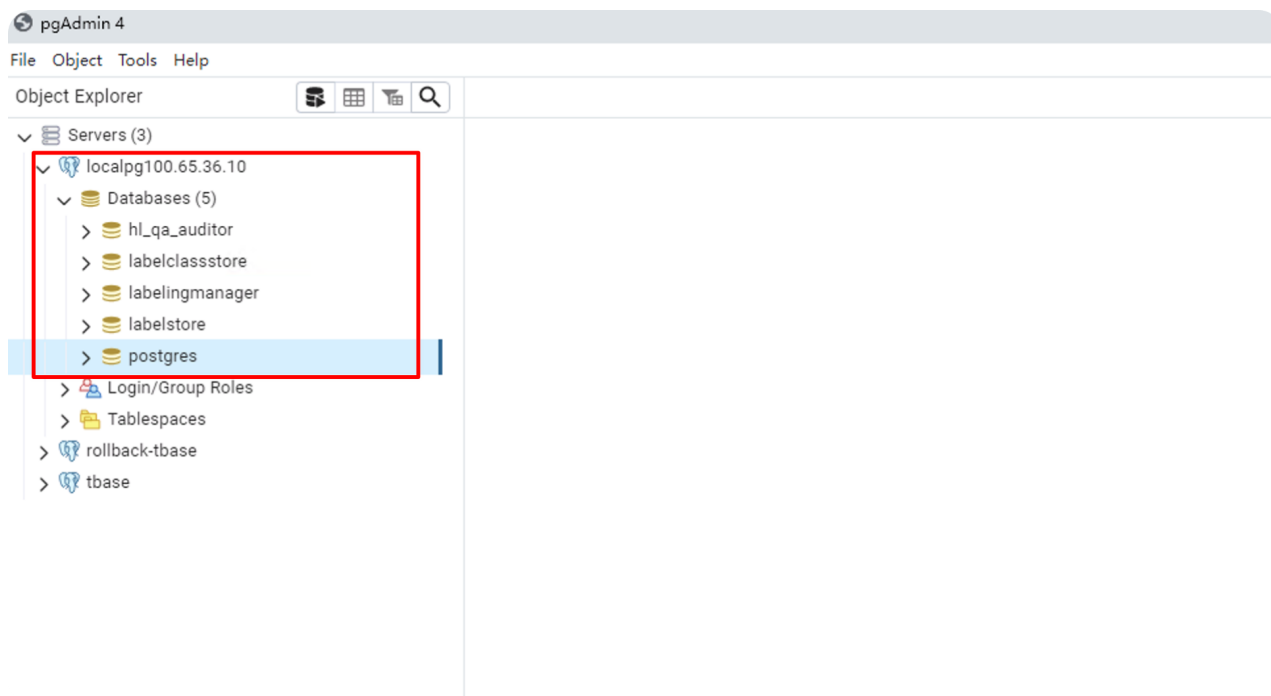 pgAdmin 4
File Object Tools Help
Object Explorer
Servers (3)
localpg100.65.36.10
Databases (5)
hl_qa_auditor
labelclassstore
labelingmanager
labelstore
postgres
Login/Group Roles
Tablespaces
rollback-tbase
tbase